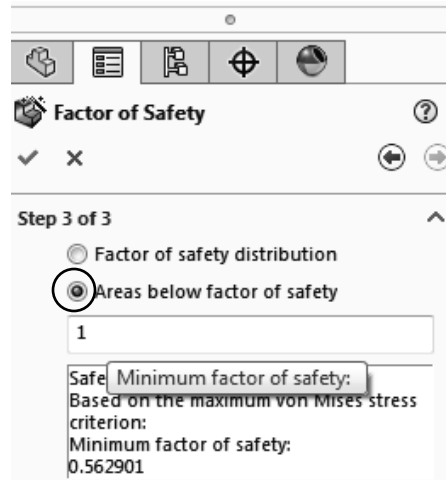 Factor of Safety
?
Step 3 of 3
Factor of safety distribution
Areas below factor of safety
1
Safe
Minimum factor of safety:
Based on the maximum von Mises stress
criterion:
Minimum factor of safety:
0.562901